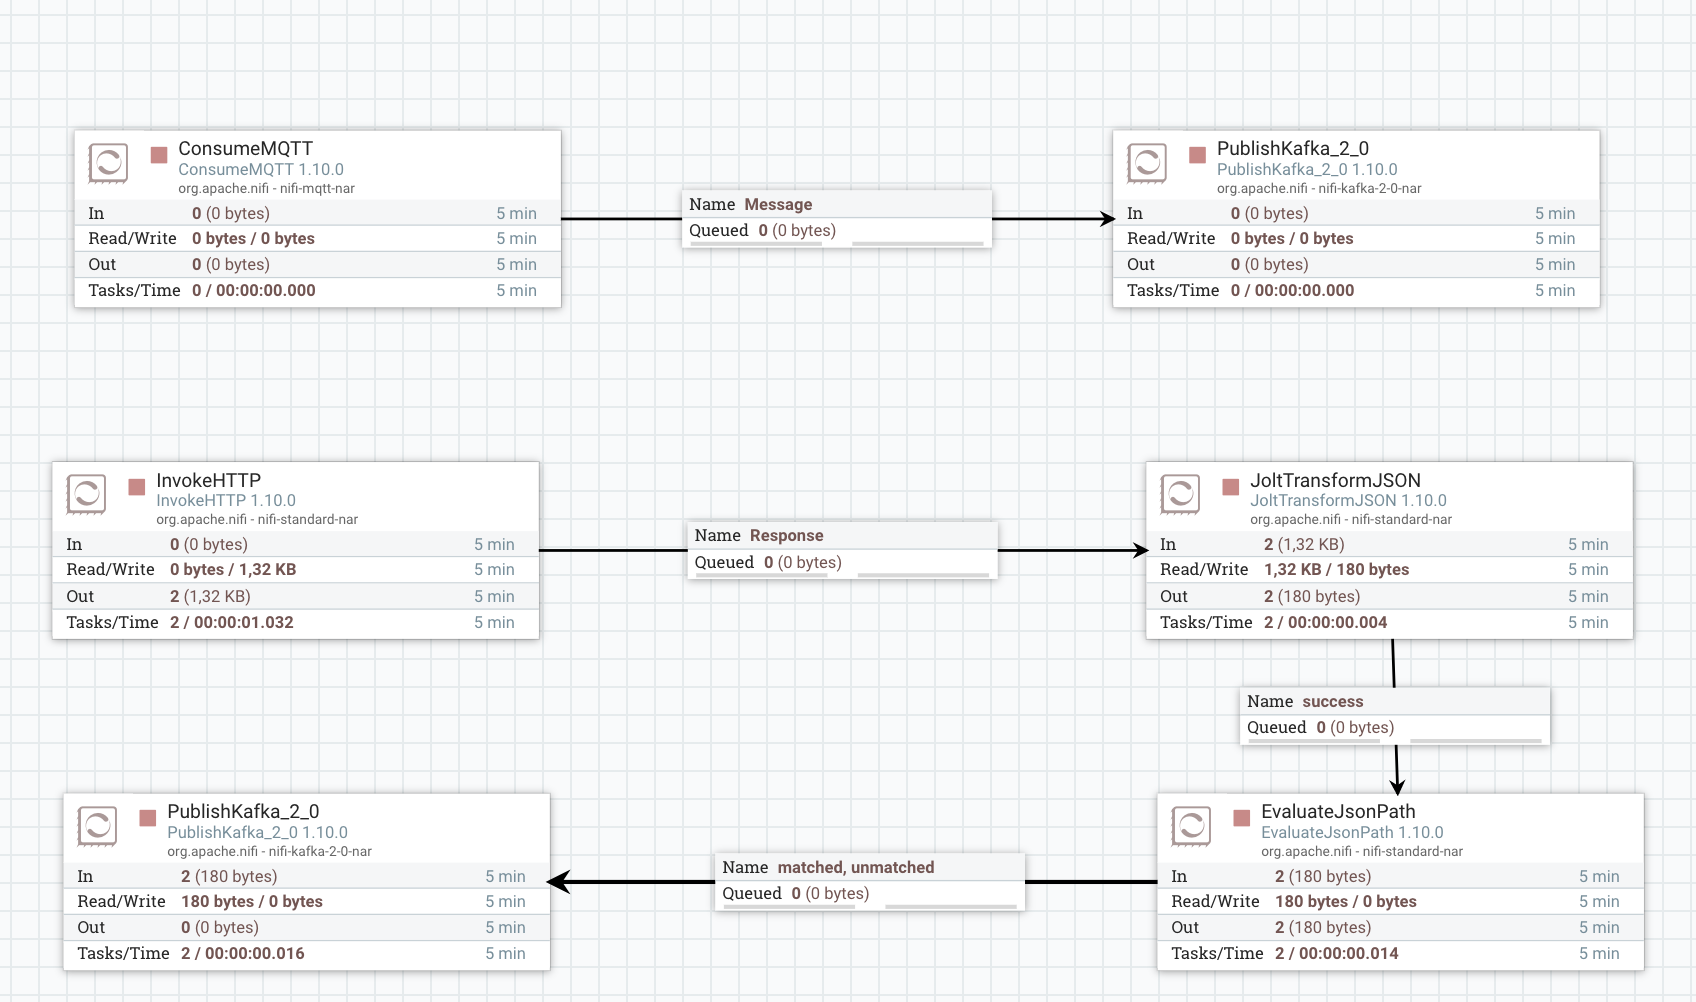 ConsumeMQTT
ConsumeMQTT 1.10.0
org.apache.nifi - nifi-mqtt-nar
In 0 (0 bytes) 5 min
Read/Write 0 bytes / 0 bytes 5 min
Out 0 (0 bytes) 5 min
Tasks/Time 0 / 00:00:00.000 5 min
Name Message
Queued 0 (0 bytes)
PublishKafka_2_0
PublishKafka_2_0 1.10.0
org.apache.nifi - nifi-kafka-2-0-nar
In 0 (0 bytes) 5 min
Read/Write 0 bytes / 0 bytes 5 min
Out 0 (0 bytes) 5 min
Tasks/Time 0 / 00:00:00.000 5 min
InvokeHTTP
InvokeHTTP 1.10.0
org.apache.nifi - nifi-standard-nar
In 0 (0 bytes) 5 min
Read/Write 0 bytes / 1,32 KB 5 min
Out 2 (1,32 KB) 5 min
Tasks/Time 2 / 00:00:01.032 5 min
Name Response
Queued 0 (0 bytes)
JoltTransformJSON
JoltTransformJSON 1.10.0
org.apache.nifi - nifi-standard-nar
In 2 (1,32 KB) 5 min
Read/Write 1,32 KB / 180 bytes 5 min
Out 2 (180 bytes) 5 min
Tasks/Time 2 / 00:00:00.004 5 min
Name success
Queued 0 (0 bytes)
EvaluateJsonPath
EvaluateJsonPath 1.10.0
org.apache.nifi - nifi-standard-nar
In 2 (180 bytes) 5 min
Read/Write 180 bytes / 0 bytes 5 min
Out 2 (180 bytes) 5 min
Tasks/Time 2 / 00:00:00.014 5 min
Name matched, unmatched
Queued 0 (0 bytes)
PublishKafka_2_0
PublishKafka_2_0 1.10.0
org.apache.nifi - nifi-kafka-2-0-nar
In 2 (180 bytes) 5 min
Read/Write 180 bytes / 0 bytes 5 min
Out 0 (0 bytes) 5 min
Tasks/Time 2 / 00:00:00.016 5 min